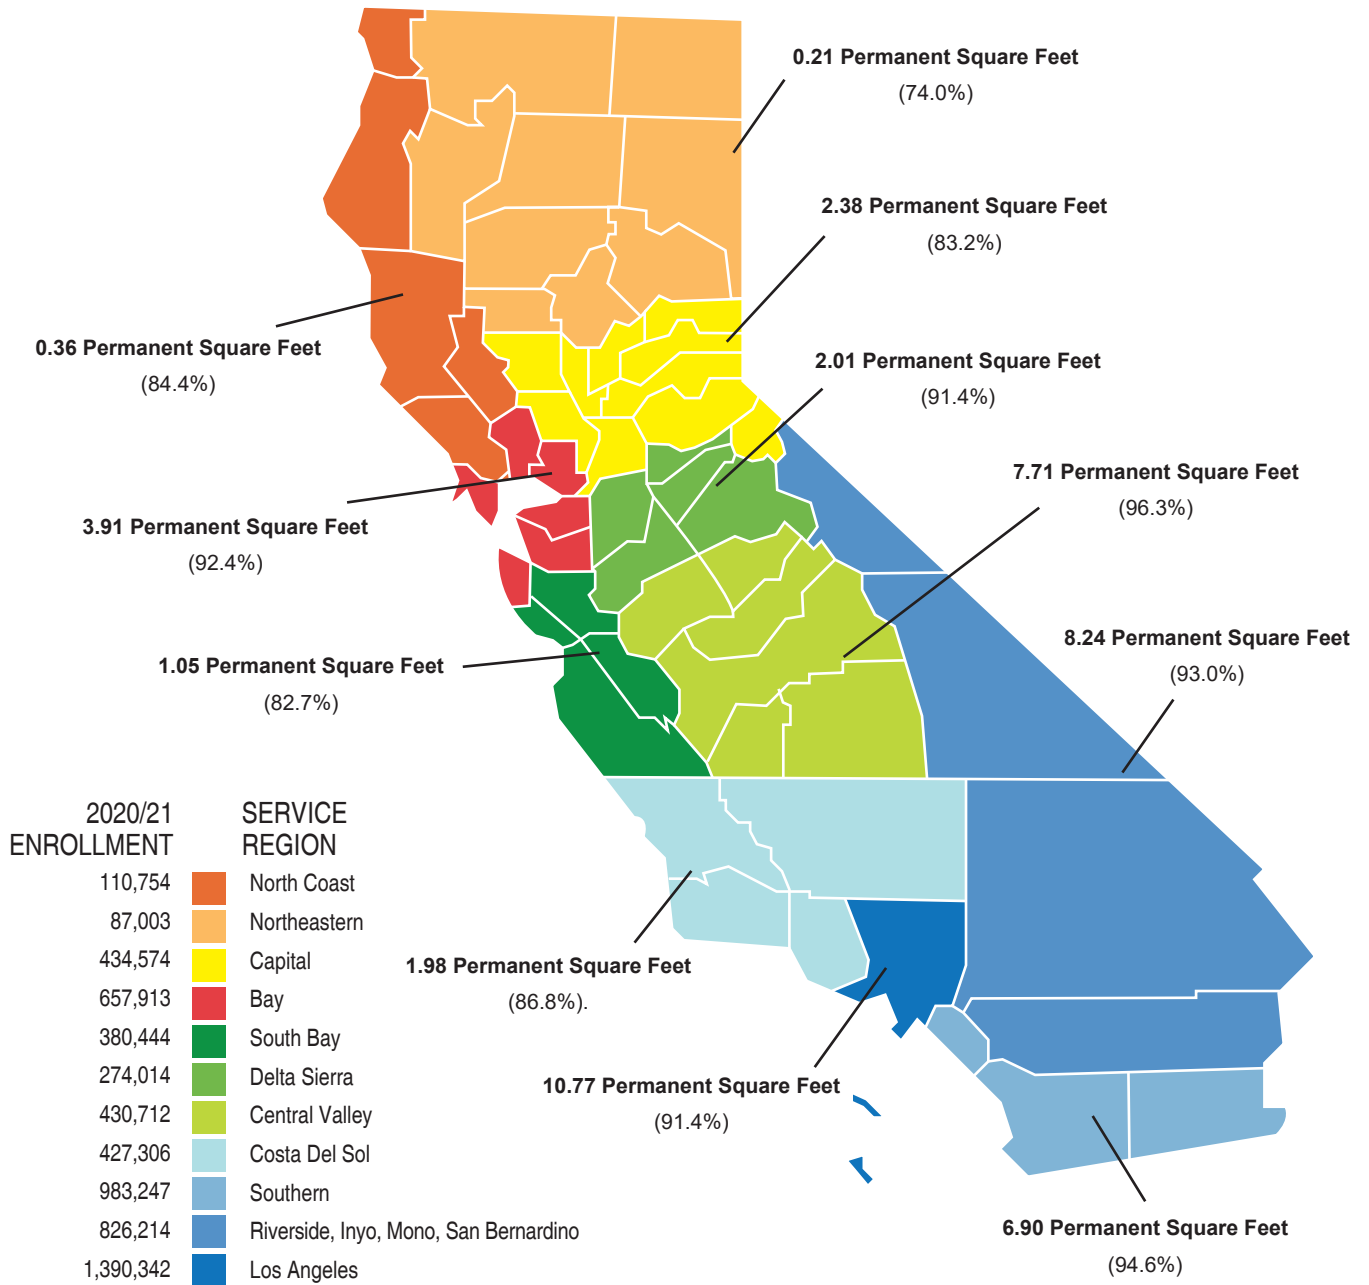 0.21 Permanent Square Feet
(74.0%)
2.38 Permanent Square Feet
(83.2%)
0.36 Permanent Square Feet
(84.4%)
2.01 Permanent Square Feet
(91.4%)
7.71 Permanent Square Feet
(96.3%)
3.91 Permanent Square Feet
(92.4%)
8.24 Permanent Square Feet
(93.0%)
1.05 Permanent Square Feet
(82.7%)
1.98 Permanent Square Feet
(86.8%).
10.77 Permanent Square Feet
(91.4%)
6.90 Permanent Square Feet
(94.6%)
2020/21 SERVICE
ENROLLMENT REGION
110,754 North Coast
87,003 Northeastern
434,574 Capital
657,913 Bay
380,444 South Bay
274,014 Delta Sierra
430,712 Central Valley
427,306 Costa Del Sol
983,247 Southern
826,214 Riverside, Inyo, Mono, San Bernardino
1,390,342 Los Angeles